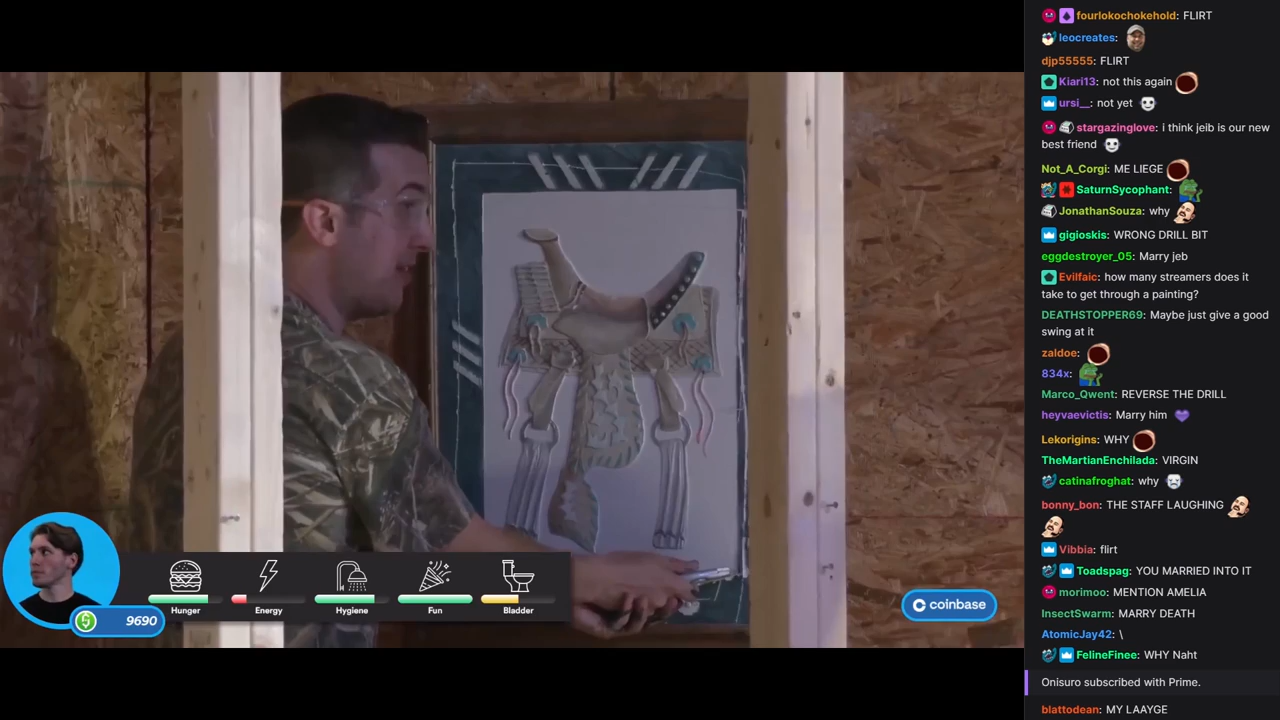 fourlokochokehold: FLIRT
leocreates:
djp55555: FLIRT
Kiari13: not this again
ursi__: not yet
stargazinglove: i think jeib is our new
best friend
Not_A_Corgi: ME LIEGE
SaturnSycophant:
JonathanSouza: why
gigioskis: WRONG DRILL BIT
eggdestroyer_05: Marry jeb
Evilfaic: how many streamers does it
take to get through a painting?
DEATHSTOPPER69: Maybe just give a good
swing at it
zaldoe:
834x:
Marco_Qwent: REVERSE THE DRILL
heyvaevictis: Marry him
Lekorigins: WHY
TheMartianEnchilada: VIRGIN
catinafroghat: why
bonny_bon: THE STAFF LAUGHING
Vibbia: flirt
Toadspag: YOU MARRIED INTO IT
morimoo: MENTION AMELIA
InsectSwarm: MARRY DEATH
AtomicJay42: \
FelineFinee: WHY Naht
Onisuro subscribed with Prime.
blattodean: MY LAAYGE
Hunger
Energy
Hygiene
Fun
Bladder
9690
coinbase